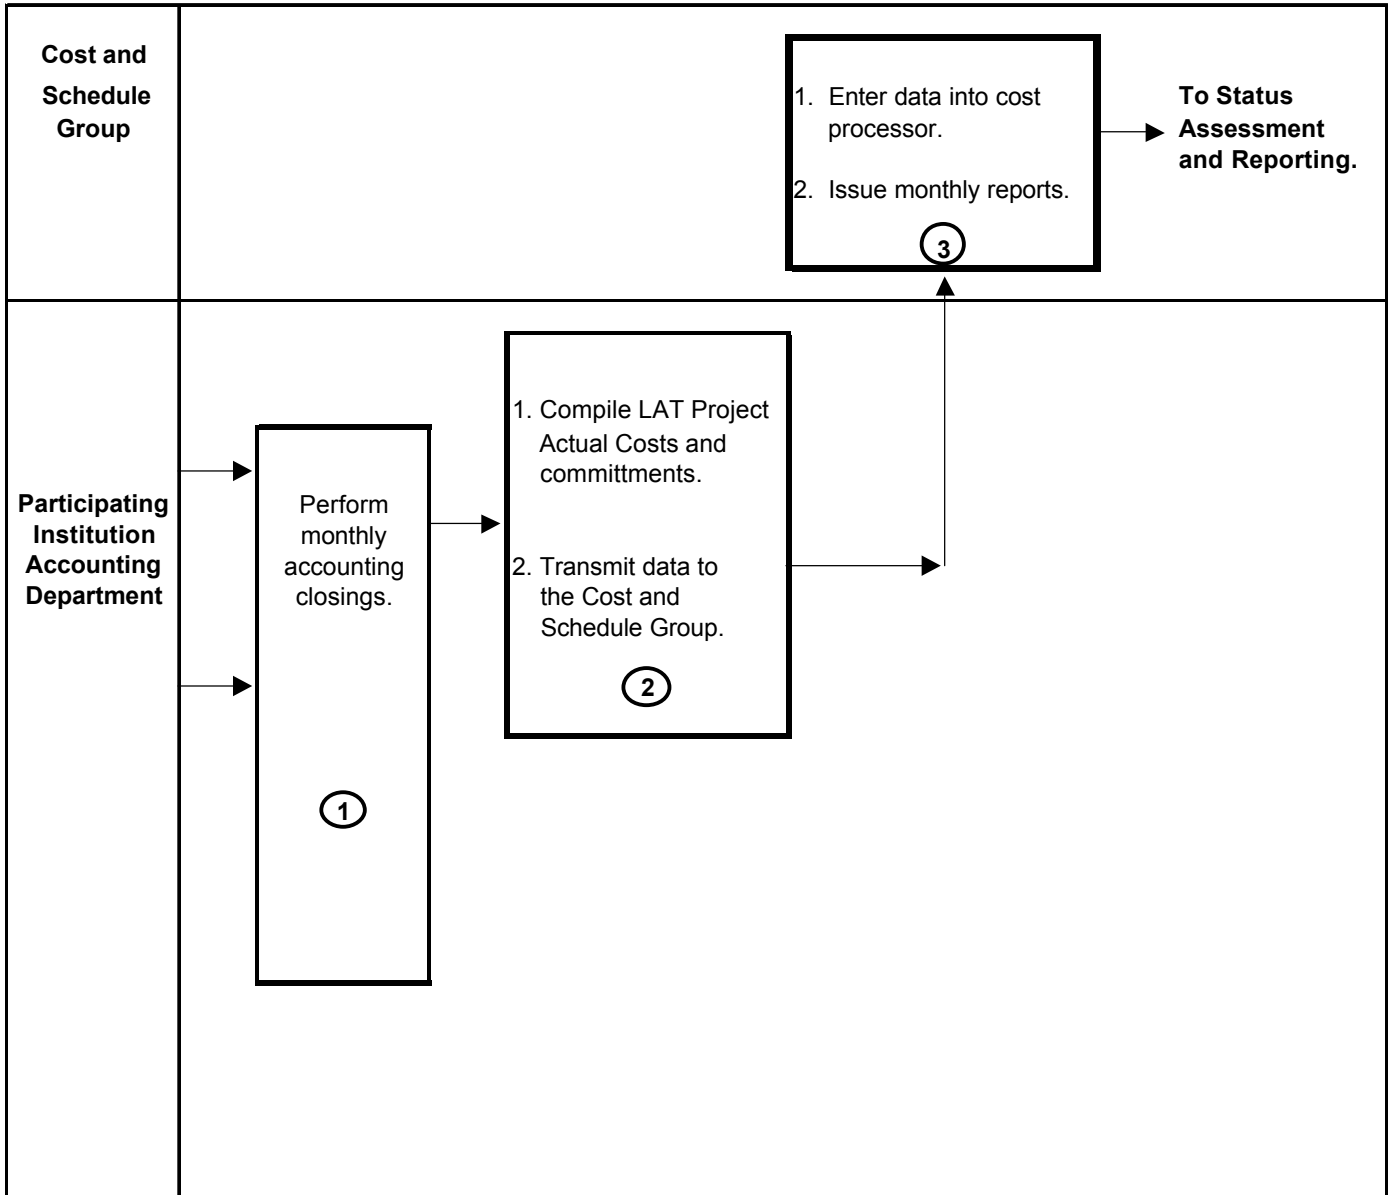 Cost and
Schedule
Group
1. Enter data into cost
processor.
2. Issue monthly reports.
3
To Status
Assessment
and Reporting.
Participating
Institution
Accounting
Department
Perform
monthly
accounting
closings.
1
1. Compile LAT Project
Actual Costs and
committments.
2. Transmit data to
the Cost and
Schedule Group.
2